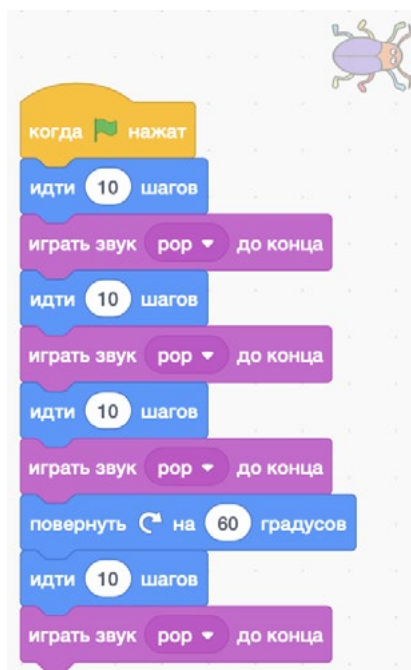 когда нажат
идти 10 шагов
играть звук pop до конца
идти 10 шагов
играть звук pop до конца
идти 10 шагов
играть звук pop до конца
повернуть на 60 градусов
идти 10 шагов
играть звук pop до конца